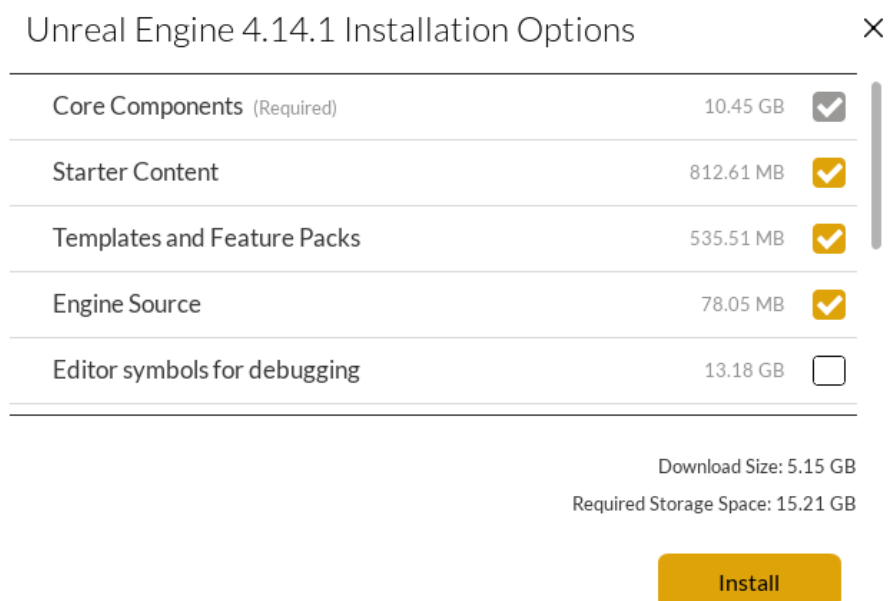 Unreal Engine 4.14.1 Installation Options
Core Components (Required) 10.45 GB
Starter Content 812.61 MB
Templates and Feature Packs 535.51 MB
Engine Source 78.05 MB
Editor symbols for debugging 13.18 GB
Download Size: 5.15 GB
Required Storage Space: 15.21 GB
Install